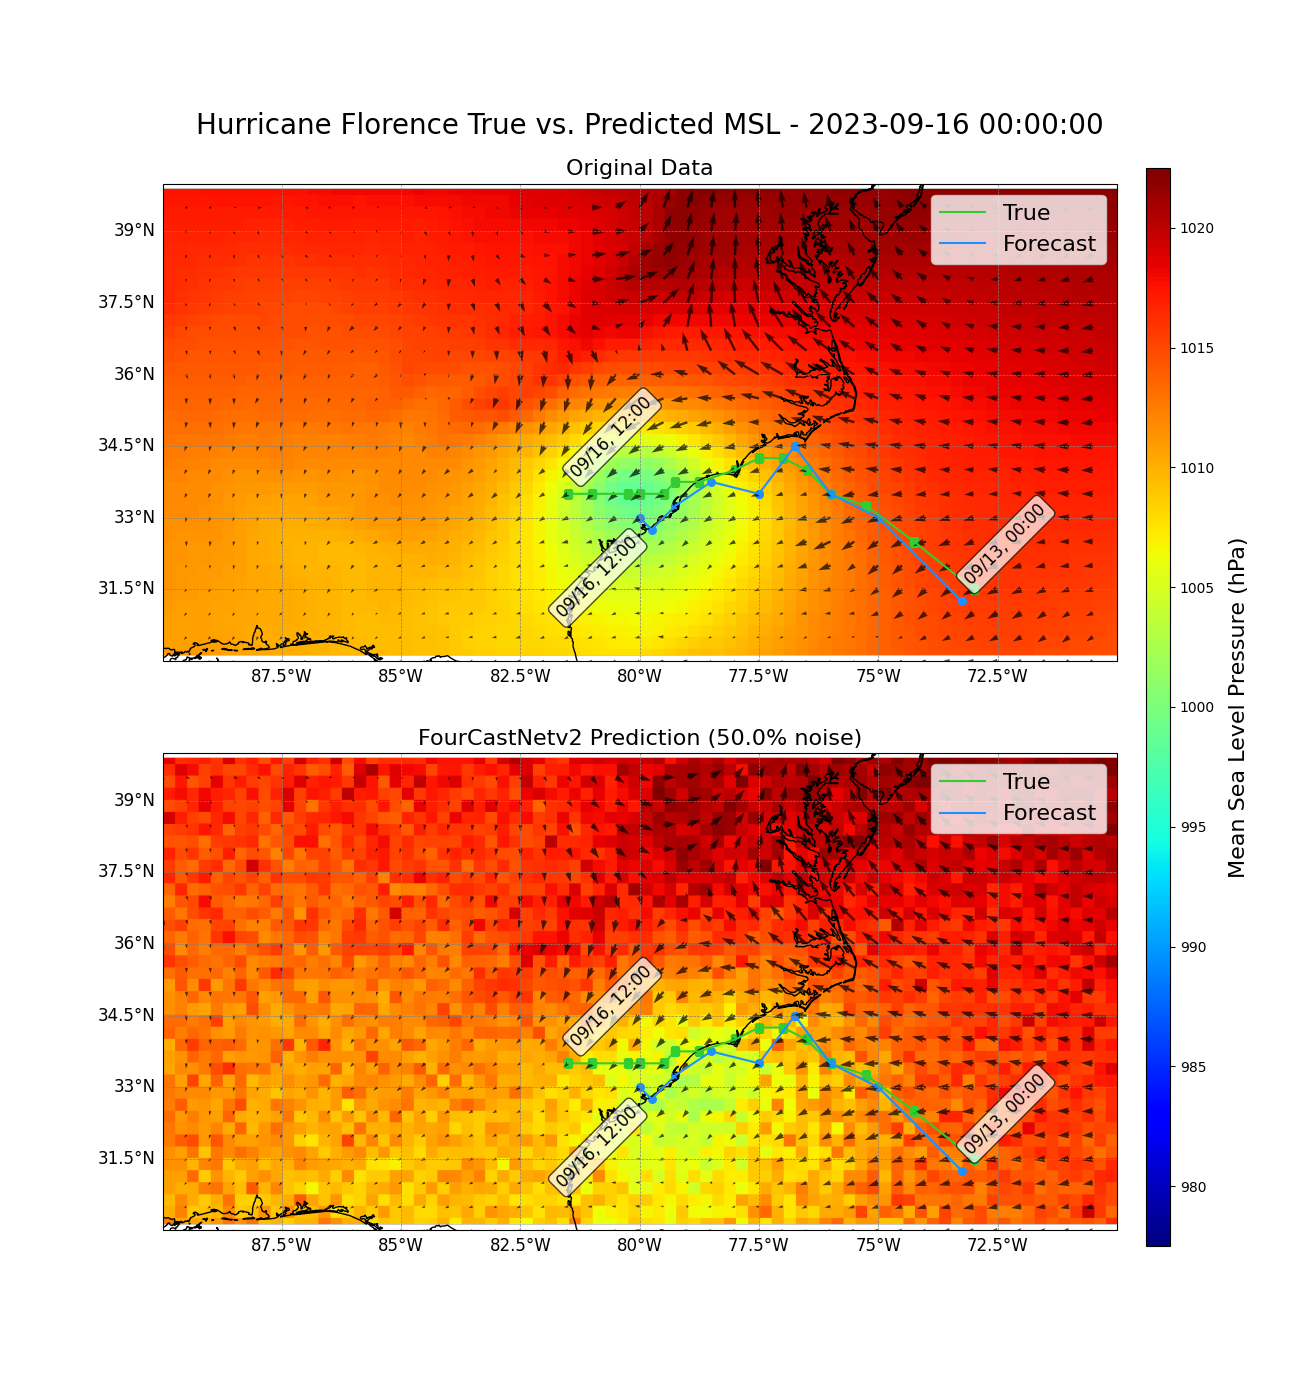 Hurricane Florence True vs. Predicted MSL - 2023-09-16 00:00:00
Original Data
True
Forecast
39°N
37.5°N
36°N
34.5°N
33°N
31.5°N
09/16, 12:00
09/16, 12:00
09/13, 00:00
87.5°W 85°W 82.5°W 80°W 77.5°W 75°W 72.5°W
FourCastNetv2 Prediction (50.0% noise)
True
Forecast
39°N
37.5°N
36°N
34.5°N
33°N
31.5°N
09/16, 12:00
09/16, 12:00
09/13, 00:00
87.5°W 85°W 82.5°W 80°W 77.5°W 75°W 72.5°W
1020
1015
1010
1005
1000
995
990
985
980
Mean Sea Level Pressure (hPa)